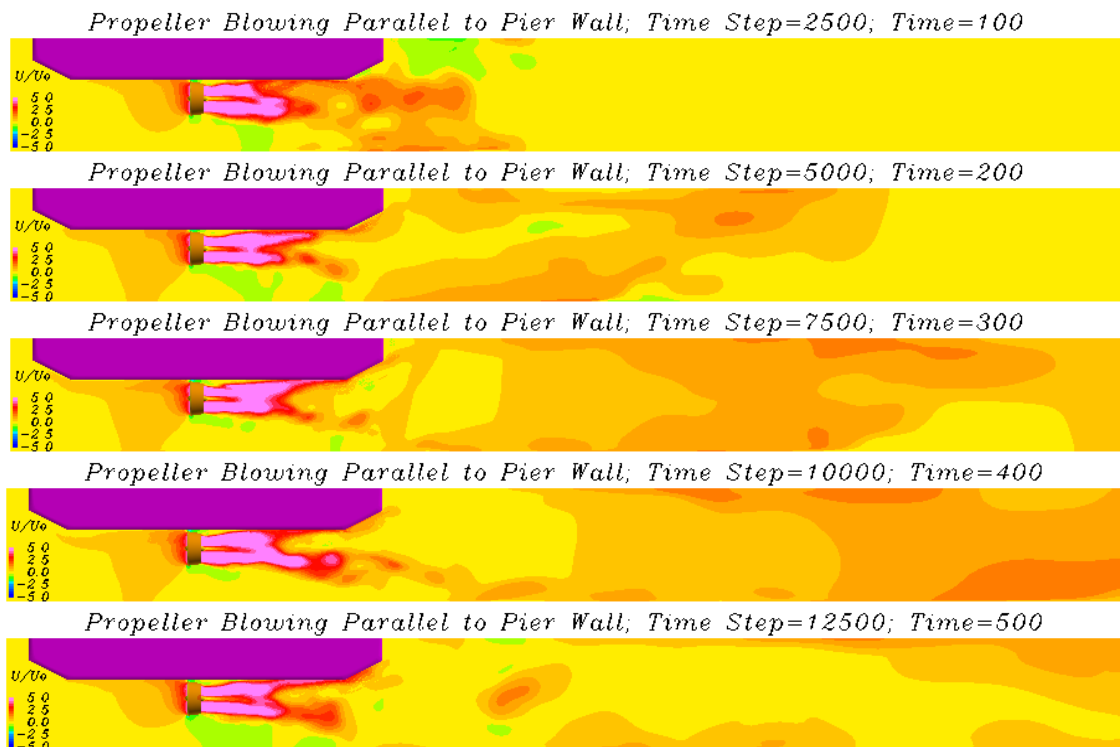 Propeller Blowing Parallel to Pier Wall; Time Step=2500; Time=100
U/Uo
5 0
2 5
0.0
-2 5
-5 0
Propeller Blowing Parallel to Pier Wall; Time Step=5000; Time=200
U/Uo
5 0
2 5
0.0
-2 5
-5 0
Propeller Blowing Parallel to Pier Wall; Time Step=7500; Time=300
U/Uo
5 0
2 5
0.0
-2 5
-5 0
Propeller Blowing Parallel to Pier Wall; Time Step=10000; Time=400
U/Uo
5 0
2 5
0.0
-2 5
-5 0
Propeller Blowing Parallel to Pier Wall; Time Step=12500; Time=500
U/Uo
5 0
2 5
0.0
-2 5
-5 0